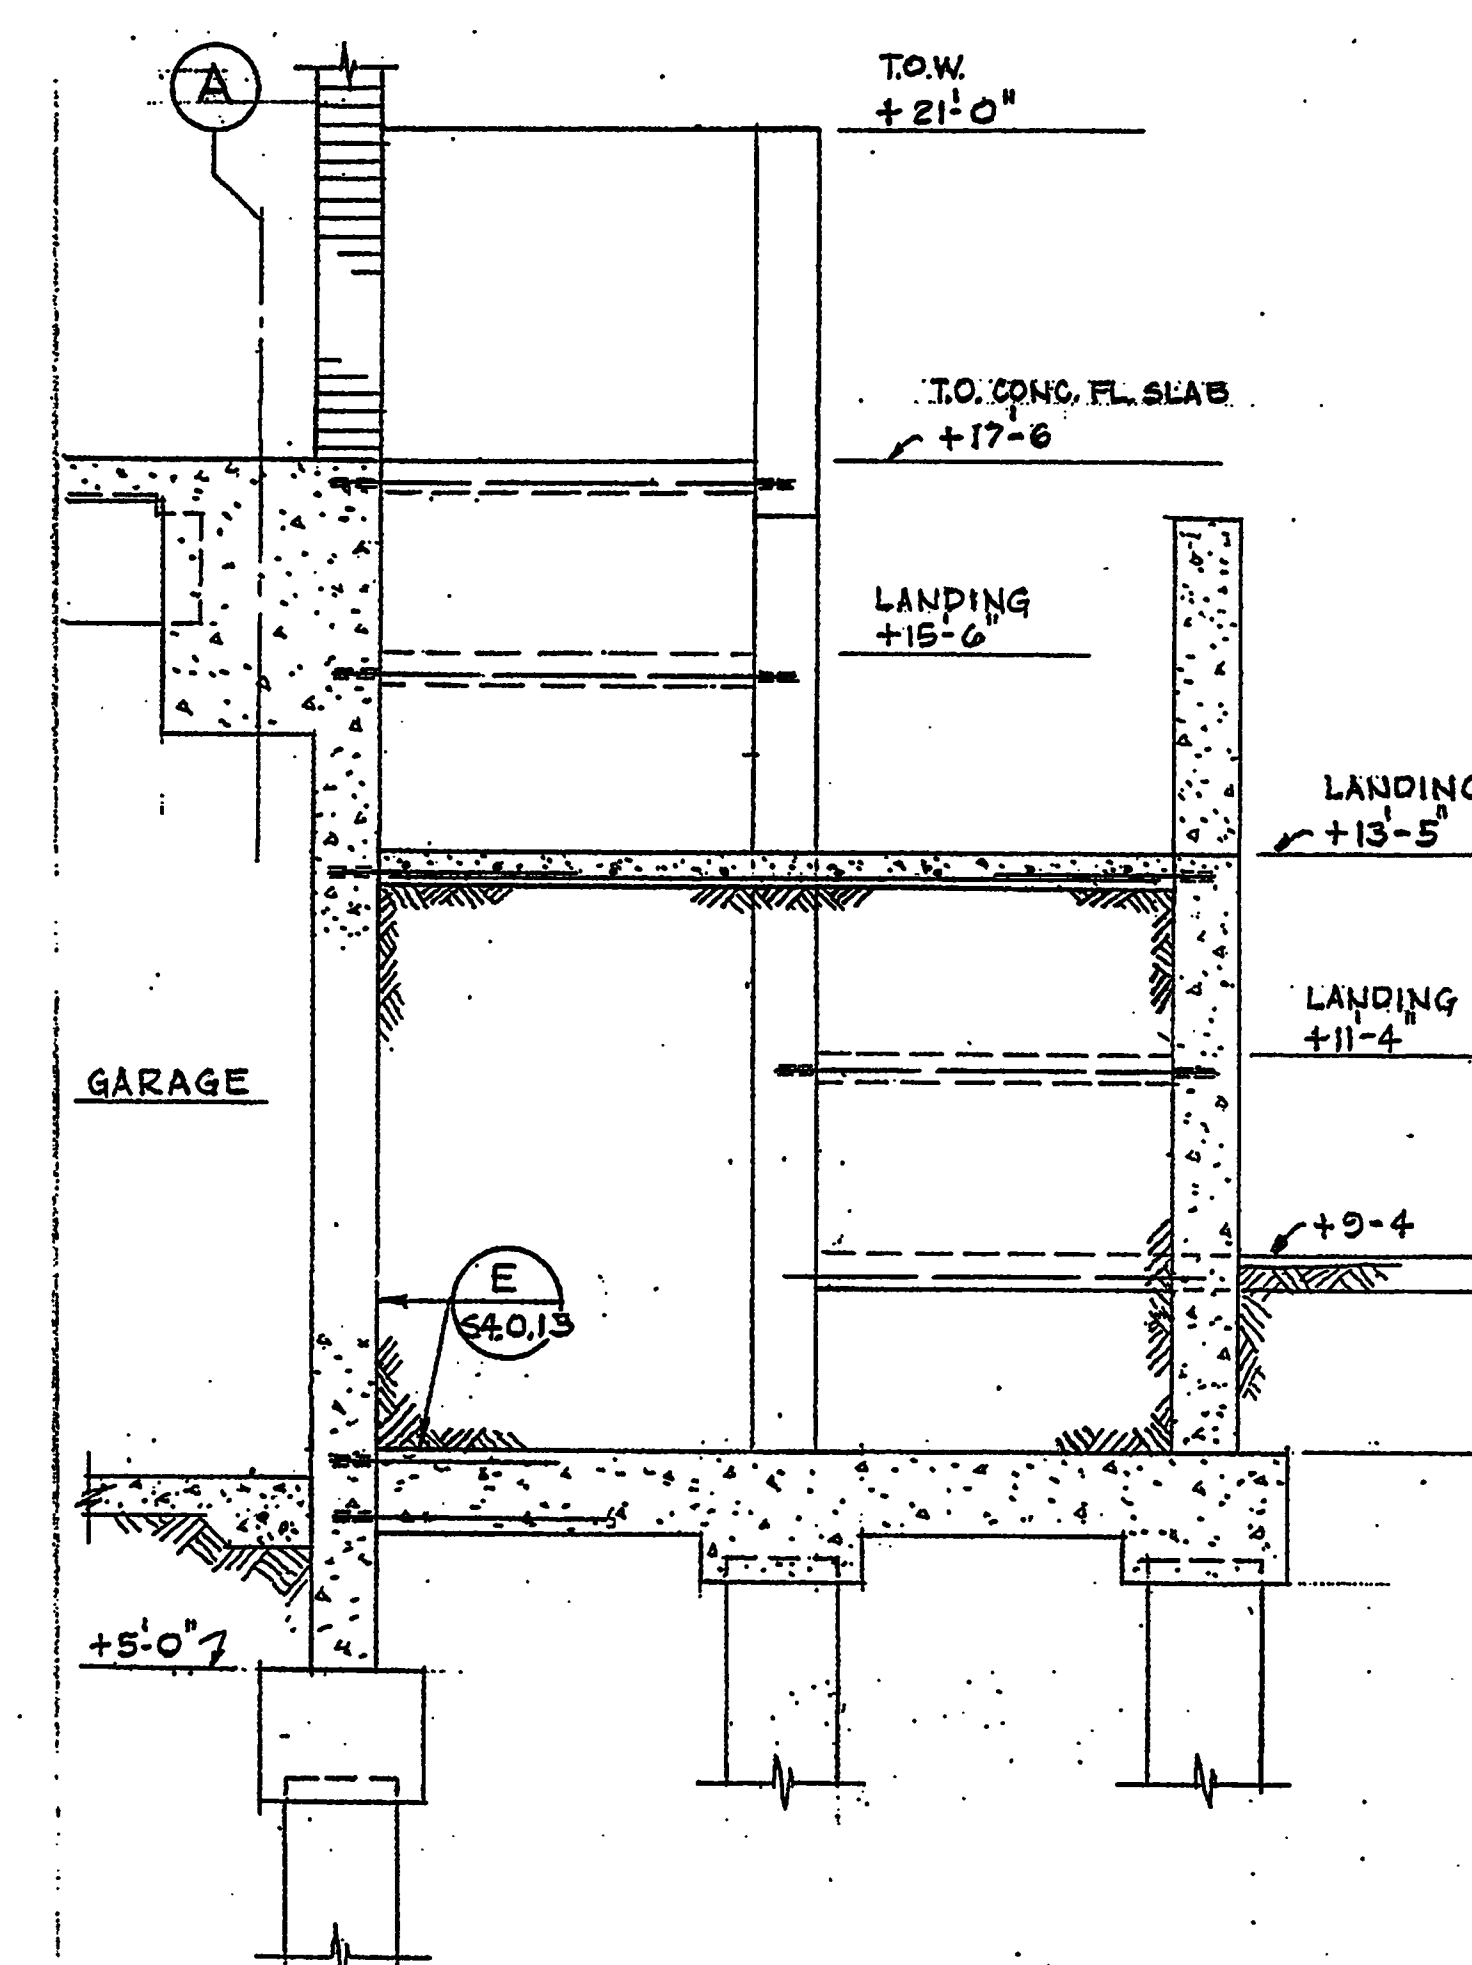 A
T.O.W.
+21'-0"
T.O. CONC. FL. SLAB
+17'-6
LANDING
+15'-6"
LANDING
+13'-5"
LANDING
+11'-4"
GARAGE
+9-4
E
S4.0.13
+5'-0"